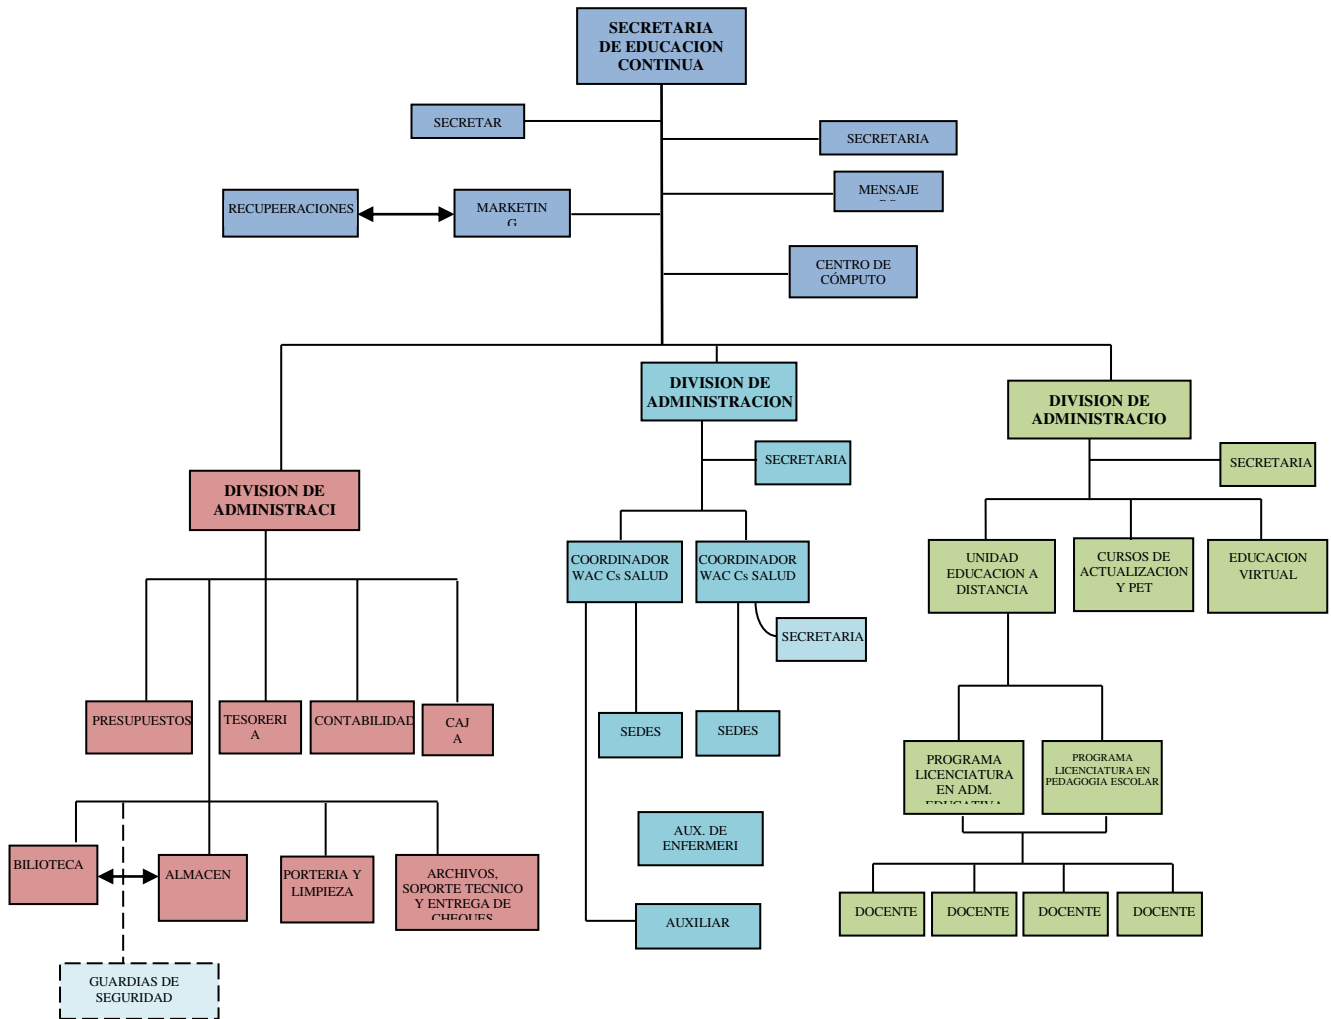 SECRETARIA
DE EDUCACION
CONTINUA
SECRETAR
SECRETARIA
MENSAJE
RECUPEERACIONES
MARKETIN
G
CENTRO DE
CÓMPUTO
DIVISION DE
ADMINISTRACION
DIVISION DE
ADMINISTRACIO
SECRETARIA
SECRETARIA
DIVISION DE
ADMINISTRACI
COORDINADOR
WAC Cs SALUD
COORDINADOR
WAC Cs SALUD
UNIDAD
EDUCACION A
DISTANCIA
CURSOS DE
ACTUALIZACION
Y PET
EDUCACION
VIRTUAL
SECRETARIA
PRESUPUESTOS
TESORERI
A
CONTABILIDAD
CAJ
A
SEDES
SEDES
PROGRAMA
LICENCIATURA
EN ADM.
EDUCATIVA
PROGRAMA
LICENCIATURA EN
PEDAGOGIA ESCOLAR
AUX. DE
ENFERMERI
BILIOTECA
ALMACEN
PORTERIA Y
LIMPIEZA
ARCHIVOS,
SOPORTE TECNICO
Y ENTREGA DE
CHEQUES
AUXILIAR
DOCENTE
DOCENTE
DOCENTE
DOCENTE
GUARDIAS DE
SEGURIDAD